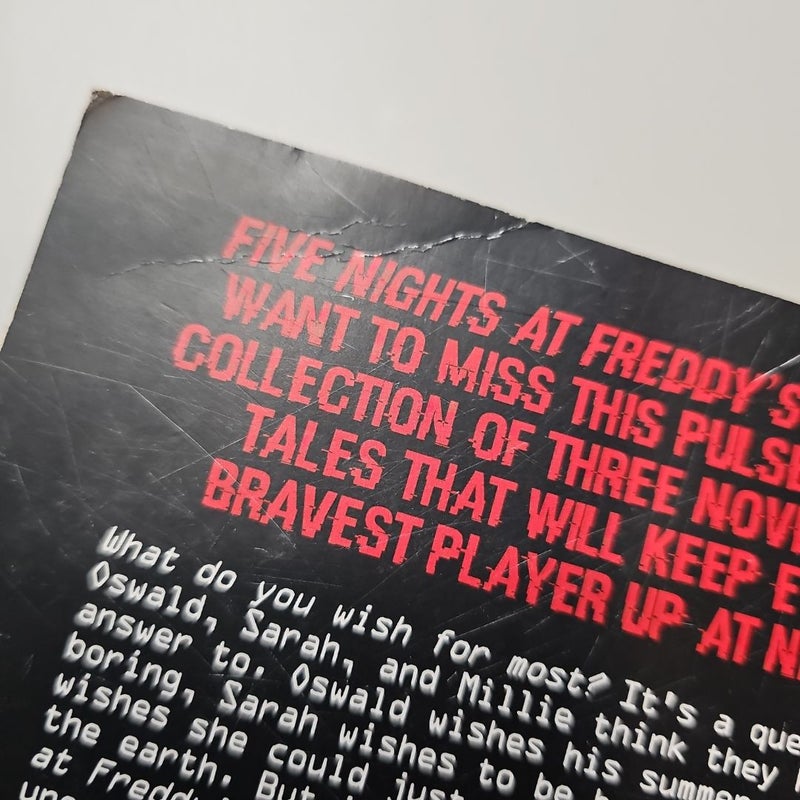 FIVE NIGHTS AT FREDDY'S
WANT TO MISS THIS PULSE
COLLECTION OF THREE NOV
TALES THAT WILL KEEP E
BRAVEST PLAYER UP AT N
What do you wish for most? It's a que
Oswald, Sarah, and Millie think they
answer to. Oswald wishes his summer
boring, Sarah wishes to be
wishes she could just
the earth. But
at Freddy